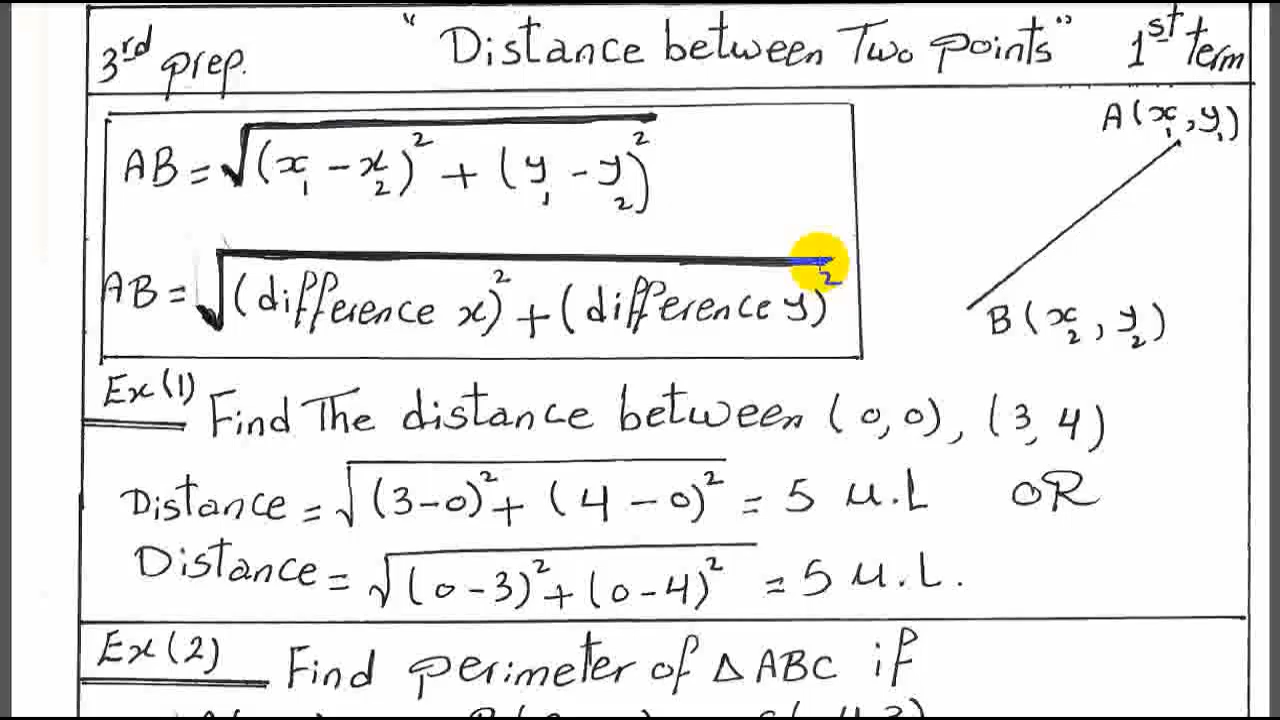 3rd prep. "Distance between Two points" 1st term
AB = √(x₁ - x₂)² + (y₁ - y₂)²
A(x₁, y₁)
AB = √(difference x)² + (difference y)²
B(x₂, y₂)
Ex(1) Find The distance between (0,0), (3,4)
Distance = √(3-0)² + (4-0)² = 5 u.L OR
Distance = √(0-3)² + (0-4)² = 5 u.L.
Ex(2) Find perimeter of △ABC if